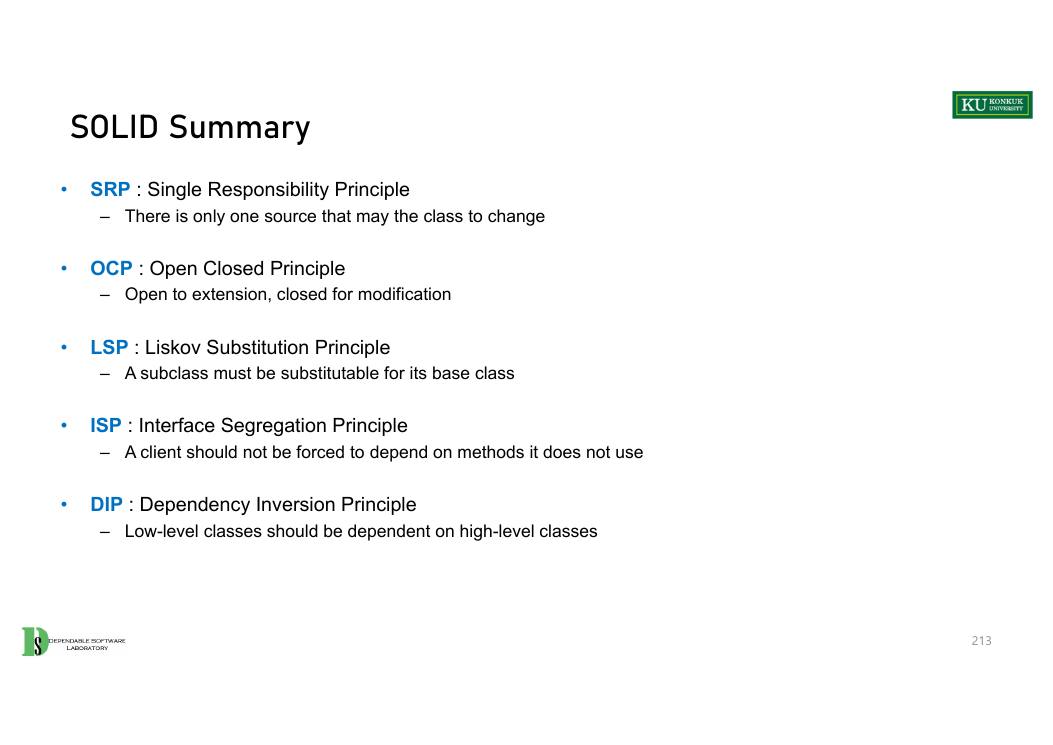 KU KONKUK
UNIVERSITY
SOLID Summary
• SRP : Single Responsibility Principle
– There is only one source that may the class to change
• OCP : Open Closed Principle
– Open to extension, closed for modification
• LSP : Liskov Substitution Principle
– A subclass must be substitutable for its base class
• ISP : Interface Segregation Principle
– A client should not be forced to depend on methods it does not use
• DIP : Dependency Inversion Principle
– Low-level classes should be dependent on high-level classes
DS DEPENDABLE SOFTWARE
LABORATORY
213